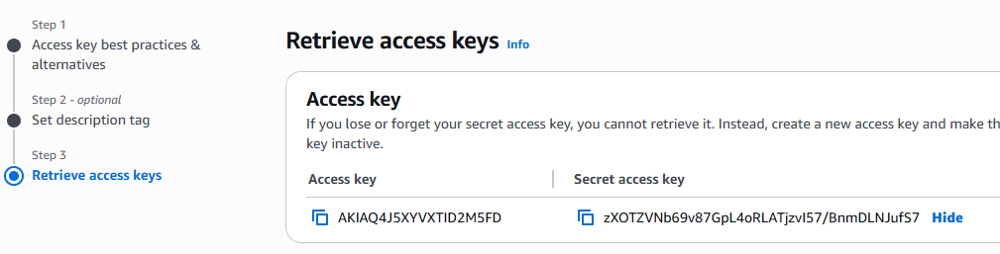 Step 1
Access key best practices &
alternatives
Step 2 - optional
Set description tag
Step 3
Retrieve access keys
Retrieve access keys Info
Access key
If you lose or forget your secret access key, you cannot retrieve it. Instead, create a new access key and make th
key inactive.
Access key Secret access key
AKIAQ4J5XYVXTID2M5FD zXOTZVNb69v87GpL4oRLATjzvI57/BnmDLNJufS7 Hide